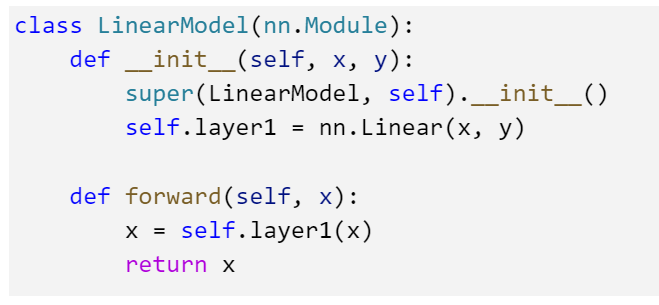 class LinearModel(nn.Module):
    def __init__(self, x, y):
        super(LinearModel, self).__init__()
        self.layer1 = nn.Linear(x, y)

    def forward(self, x):
        x = self.layer1(x)
        return x